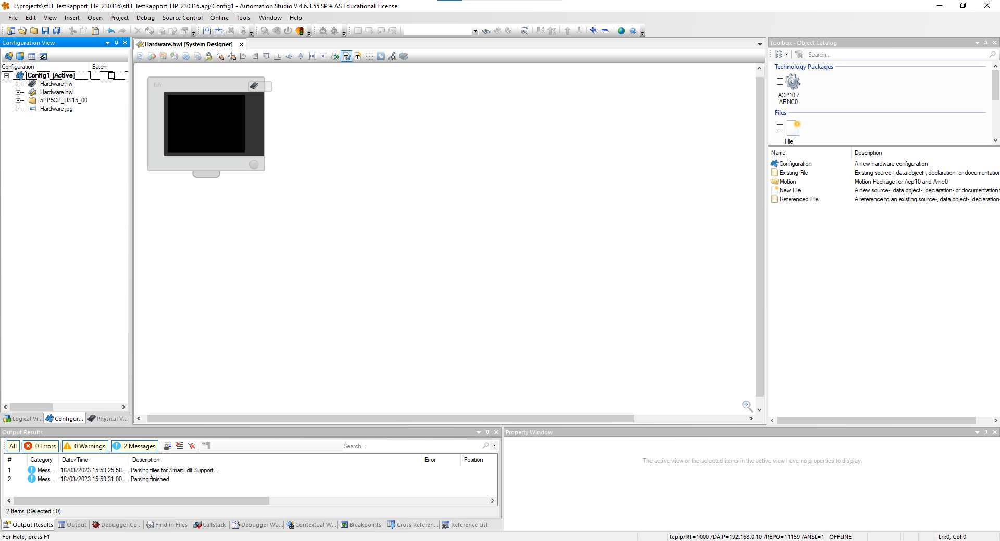 T:\projects\sfl3_TestRapport_HP_230316\sfl3_TestRapport_HP_230316.apj/Config1 - Automation Studio V 4.6.3.55 SP # AS Educational License
File Edit View Insert Open Project Debug Source Control Online Tools Window Help
Configuration View
Configuration Batch
Config1 [Active]
Hardware.hw
Hardware.hwl
5PP5CP_US15_00
Hardware.jpg
Logical Vi... Configur... Physical V...
Hardware.hwl [System Designer]
Toolbox - Object Catalog
Search...
Technology Packages
ACP10 /
ARNC0
Files
File
Name Description
Configuration A new hardware configuration
Existing File Existing source-, data object-, declaration- or documentation
Motion Motion Package for Acp10 and Arnc0
New File A new source-, data object-, declaration- or documentation f
Referenced File A reference to an existing source-, data object-, declaration-
Output Results
All 0 Errors 0 Warnings 2 Messages Search...
# Category Date/Time Description Error Position
1 Mess... 16/03/2023 15:59:25,58... Parsing files for SmartEdit Support...
2 Mess... 16/03/2023 15:59:31,00... Parsing finished
2 Items (Selected : 0)
Output Results Output Debugger Co... Find in Files Callstack Debugger Wa... Contextual W... Breakpoints Cross Referen... Reference List
Property Window
The active view or the selected items in the active view have no properties to display.
For Help, press F1
tcpip/RT=1000 /DAIP=192.168.0.10 /REPO=11159 /ANSL=1 OFFLINE Ln:0, Col:0